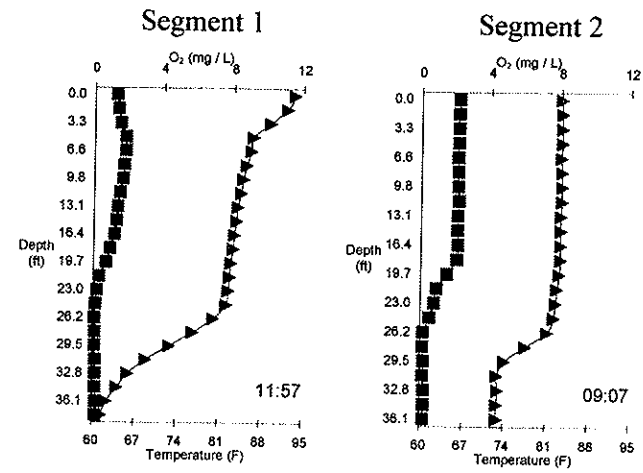 Segment 1
O₂ (mg / L)
0 4 8 12
0.0
3.3
6.6
9.8
13.1
16.4
19.7
23.0
26.2
29.5
32.8
36.1
Depth
(ft)
11:57
60 67 74 81 88 95
Temperature (F)
Segment 2
O₂ (mg / L)
0 4 8 12
0.0
3.3
6.6
9.8
13.1
16.4
19.7
23.0
26.2
29.5
32.8
36.1
Depth
(ft)
09:07
60 67 74 81 88 95
Temperature (F)